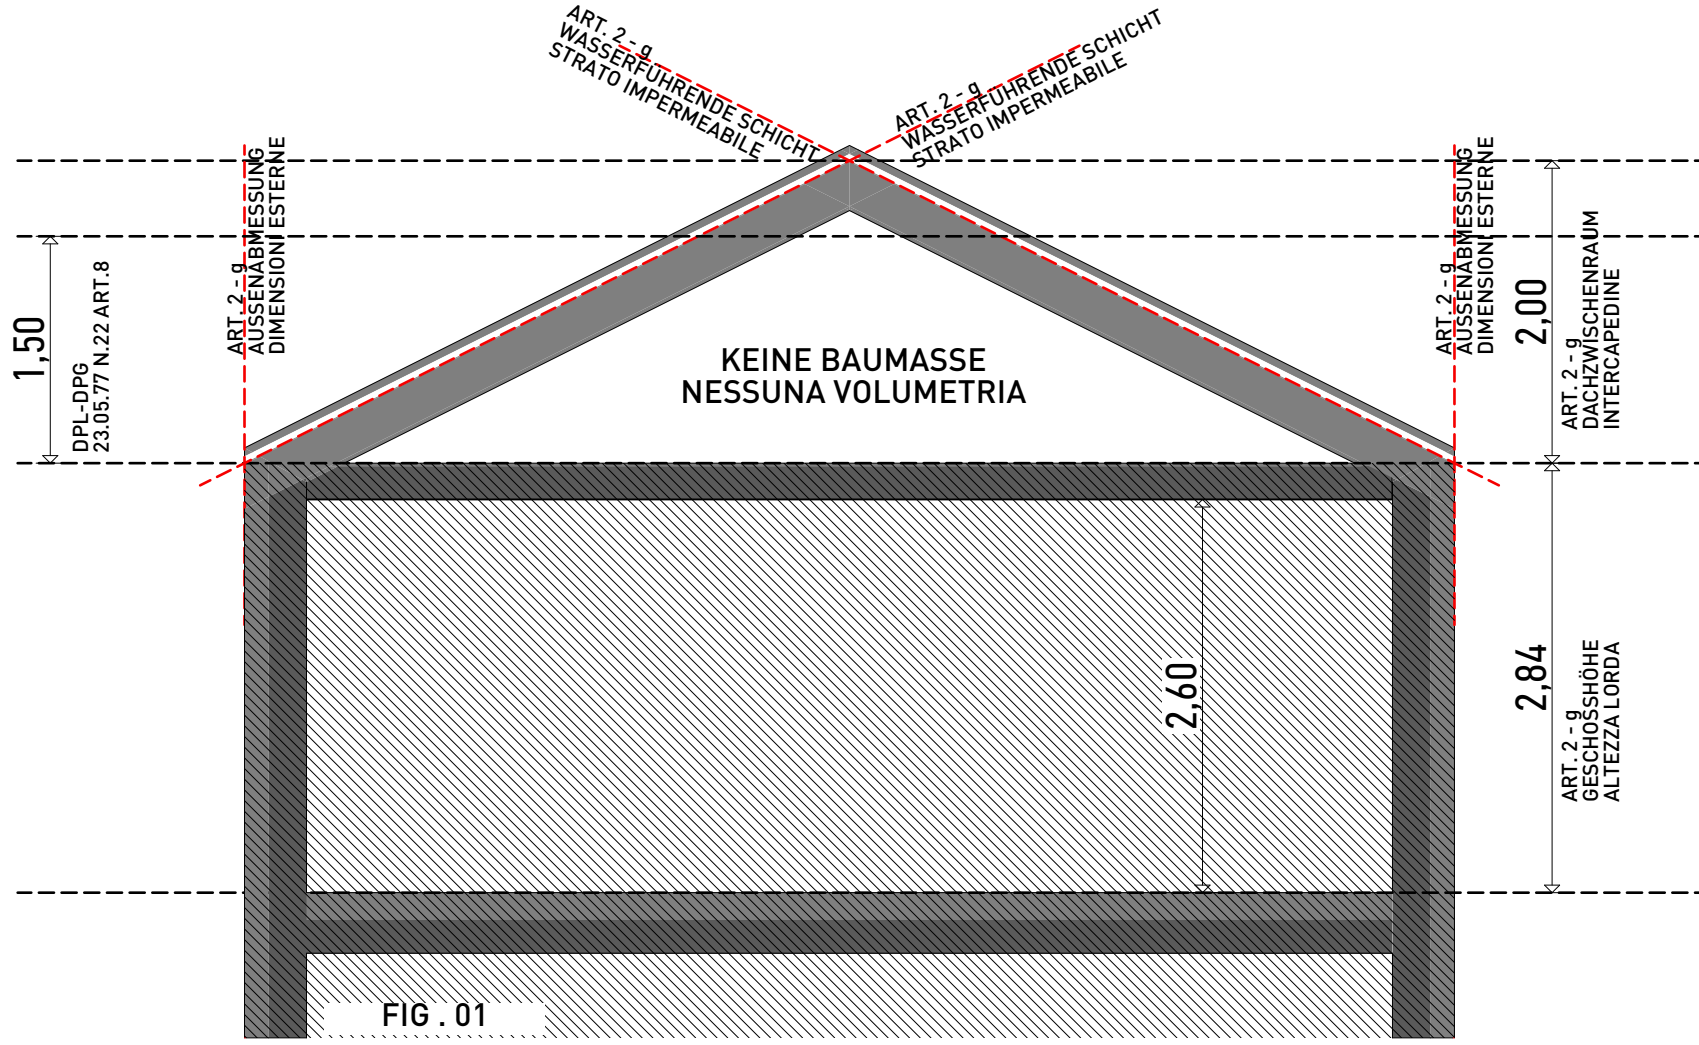 ART. 2 - g
WASSERFÜHRENDE SCHICHT
STRATO IMPERMEABILE
ART. 2 - g
WASSERFÜHRENDE SCHICHT
STRATO IMPERMEABILE
ART. 2 - g
AUSSENABMESSUNG
DIMENSIONI ESTERNE
ART. 2 - g
AUSSENABMESSUNG
DIMENSIONI ESTERNE
1,50
DPL-DPG
23.05.77 N.22 ART.8
KEINE BAUMASSE
NESSUNA VOLUMETRIA
2,00
ART. 2 - g
DACHZWISCHENRAUM
INTERCAPEDINE
2,60
2,84
ART. 2 - g
GESCHOSSHÖHE
ALTEZZA LORDA
FIG . 01